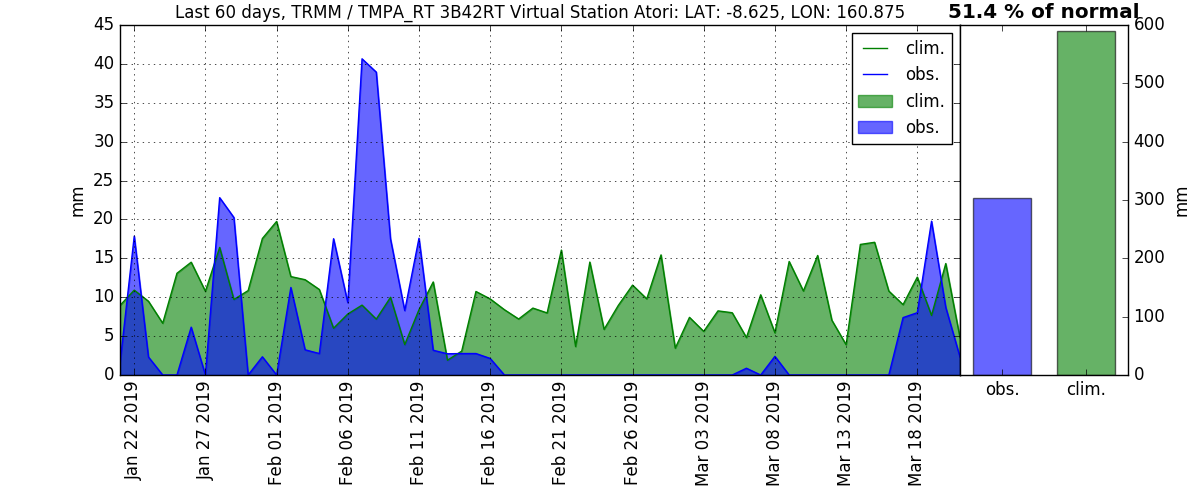 Last 60 days, TRMM / TMPA_RT 3B42RT Virtual Station Atori: LAT: -8.625, LON: 160.875
51.4 % of normal
mm
45
40
35
30
25
20
15
10
5
0
clim.
obs.
clim.
obs.
600
500
400
300
200
100
0
mm
Jan 22 2019
Jan 27 2019
Feb 01 2019
Feb 06 2019
Feb 11 2019
Feb 16 2019
Feb 21 2019
Feb 26 2019
Mar 03 2019
Mar 08 2019
Mar 13 2019
Mar 18 2019
obs.
clim.